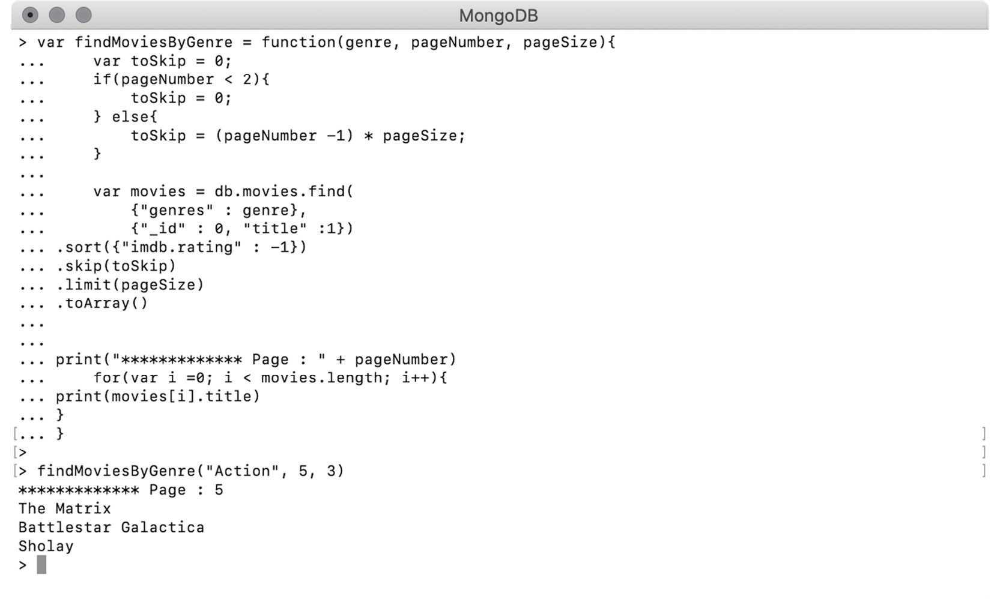 MongoDB
> var findMoviesByGenre = function(genre, pageNumber, pageSize){
...     var toSkip = 0;
...     if(pageNumber < 2){
...         toSkip = 0;
...     } else{
...         toSkip = (pageNumber -1) * pageSize;
...     }
...
...     var movies = db.movies.find(
...         {"genres" : genre},
...         {"_id" : 0, "title" :1})
... .sort({"imdb.rating" : -1})
... .skip(toSkip)
... .limit(pageSize)
... .toArray()
...
...
... print("************* Page : " + pageNumber)
...     for(var i =0; i < movies.length; i++){
... print(movies[i].title)
... }
[... } ]
[> ]
[> findMoviesByGenre("Action", 5, 3) ]
************* Page : 5
The Matrix
Battlestar Galactica
Sholay
>